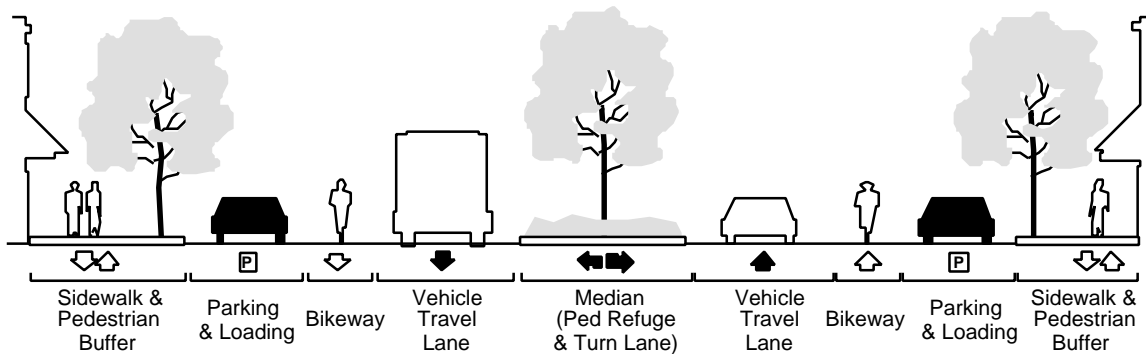 P
P
Sidewalk &
Pedestrian
Buffer
Parking
& Loading
Bikeway
Vehicle
Travel
Lane
Median
(Ped Refuge
& Turn Lane)
Vehicle
Travel
Lane
Bikeway
Parking
& Loading
Sidewalk &
Pedestrian
Buffer